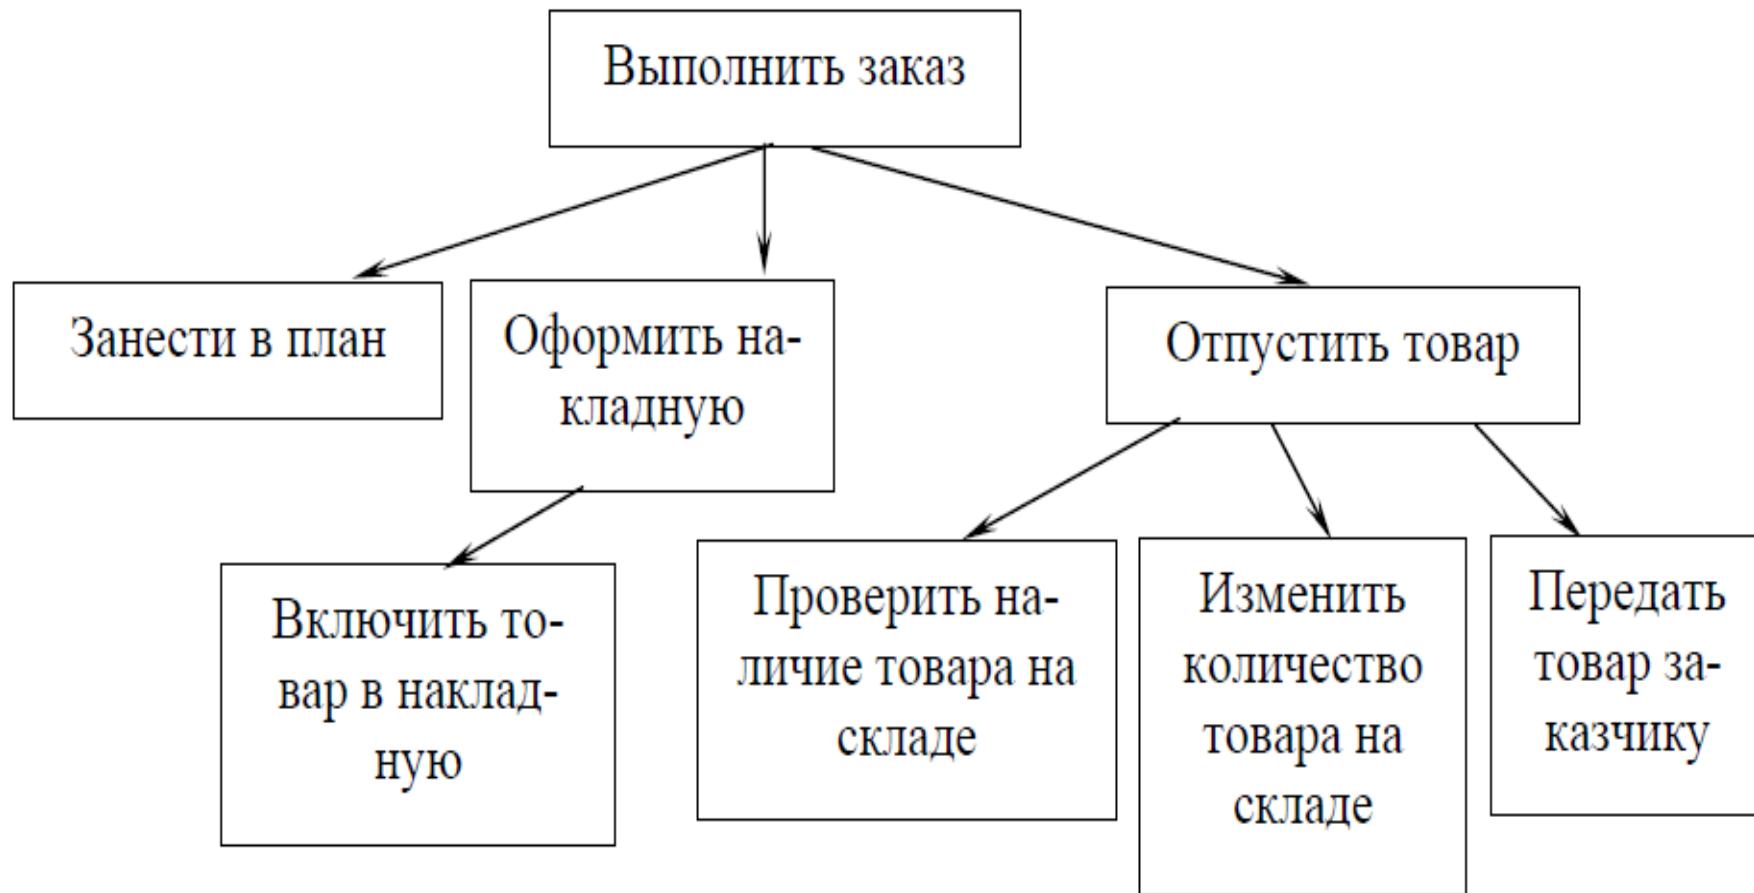 Выполнить заказ
Занести в план
Оформить на-
кладную
Отпустить товар
Включить то-
вар в наклад-
ную
Проверить на-
личие товара на
складе
Изменить
количество
товара на
складе
Передать
товар за-
казчику